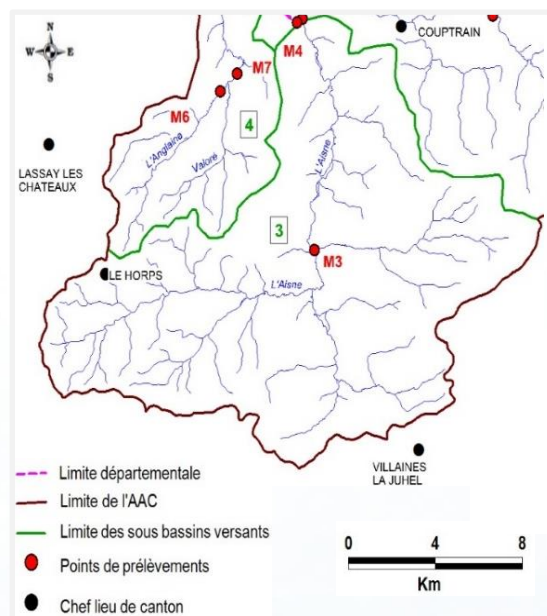 N
W
E
S
COUPTRAIN
M4
M7
M6
4
L'Anglaine
Valoré
L'Aisne
LASSAY LES
CHATEAUX
3
M3
LE HORPS
L'Aisne
VILLAINES
LA JUHEL
Limite départementale
Limite de l'AAC
Limite des sous bassins versants
Points de prélèvements
Chef lieu de canton
0 4 8
Km